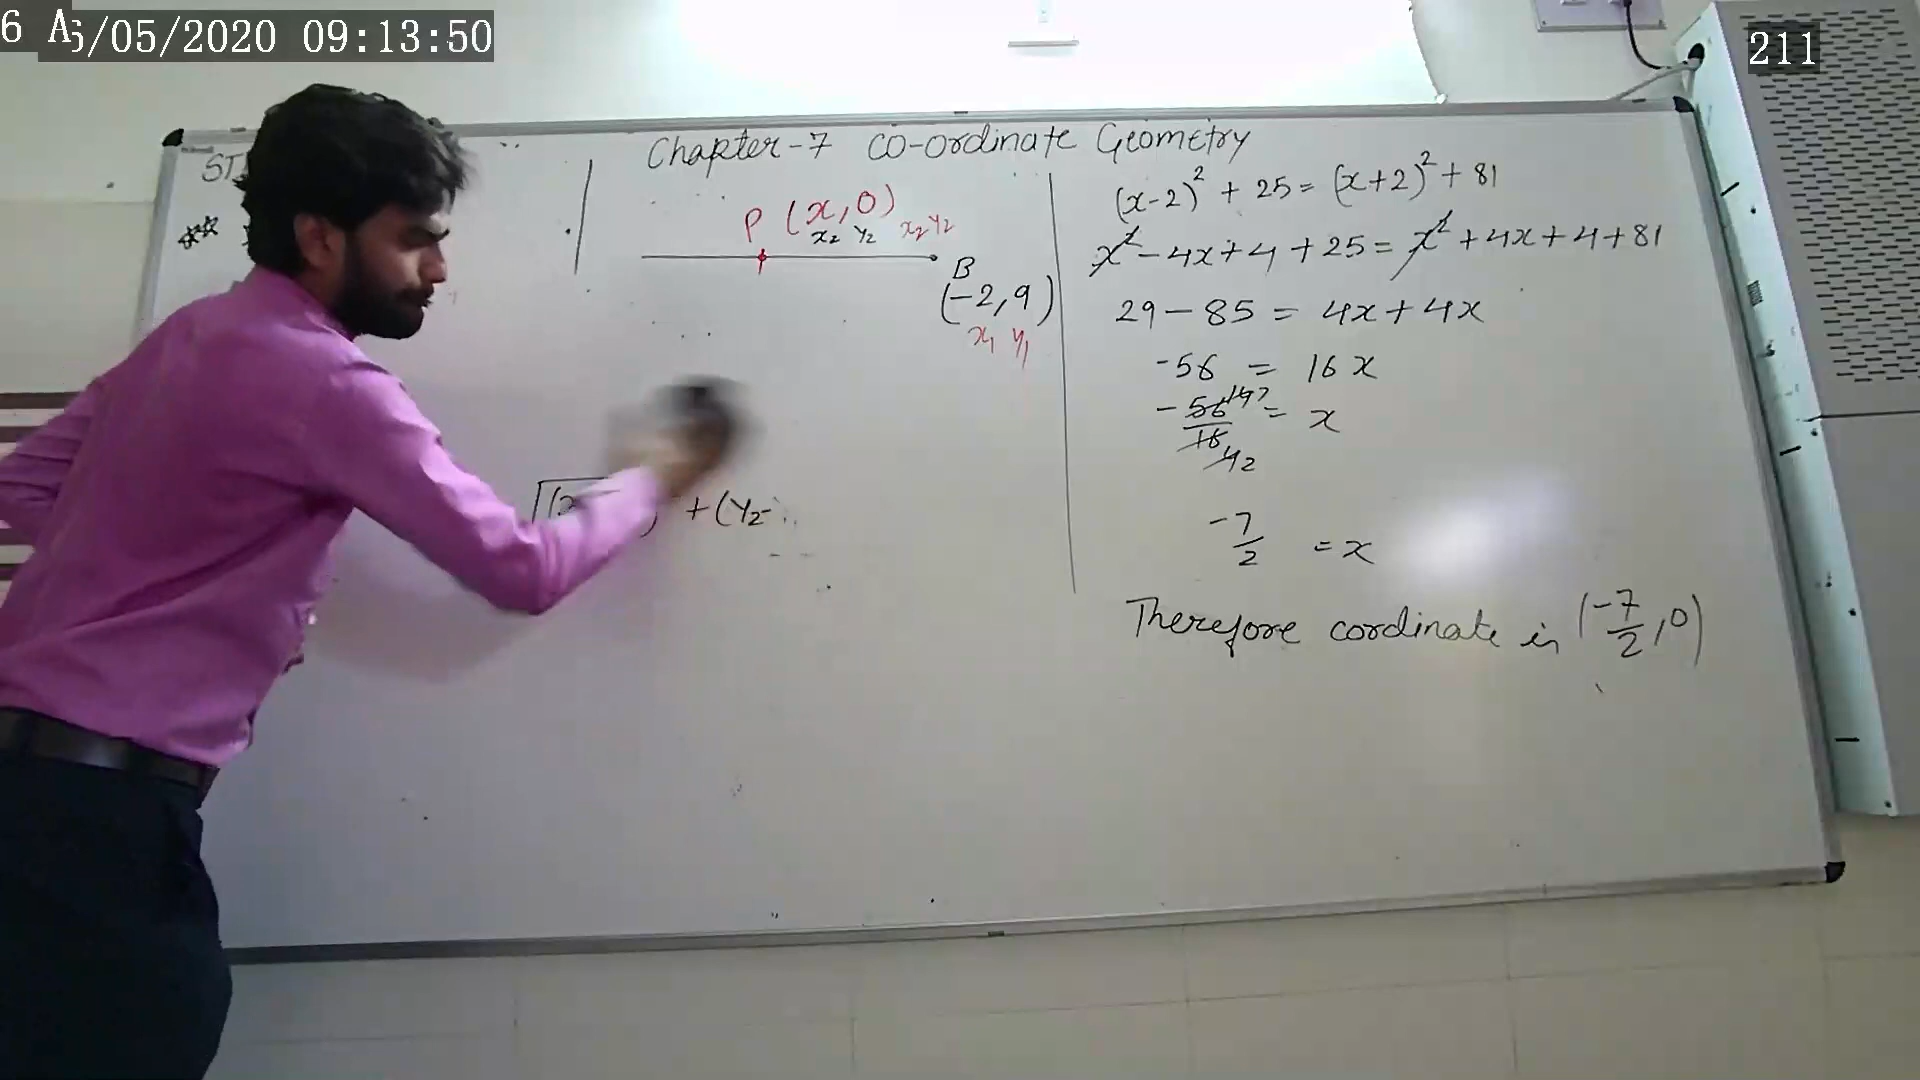 6 A
5/05/2020 09:13:50
211
Chapter-7 CO-Ordinate Geometry
ST
P (x, 0)
x₂ y₂ x₂ y₂
B
(-2, 9)
x₁ y₁
+ (y₂-
(x-2)² + 25 = (x+2)² + 81
x² - 4x + 4 + 25 = x² + 4x + 4 + 81
29 - 85 = 4x + 4x
-56 = 16x
-56/16 = x
-7/2 = x
Therefore cordinate is (-7/2, 0)